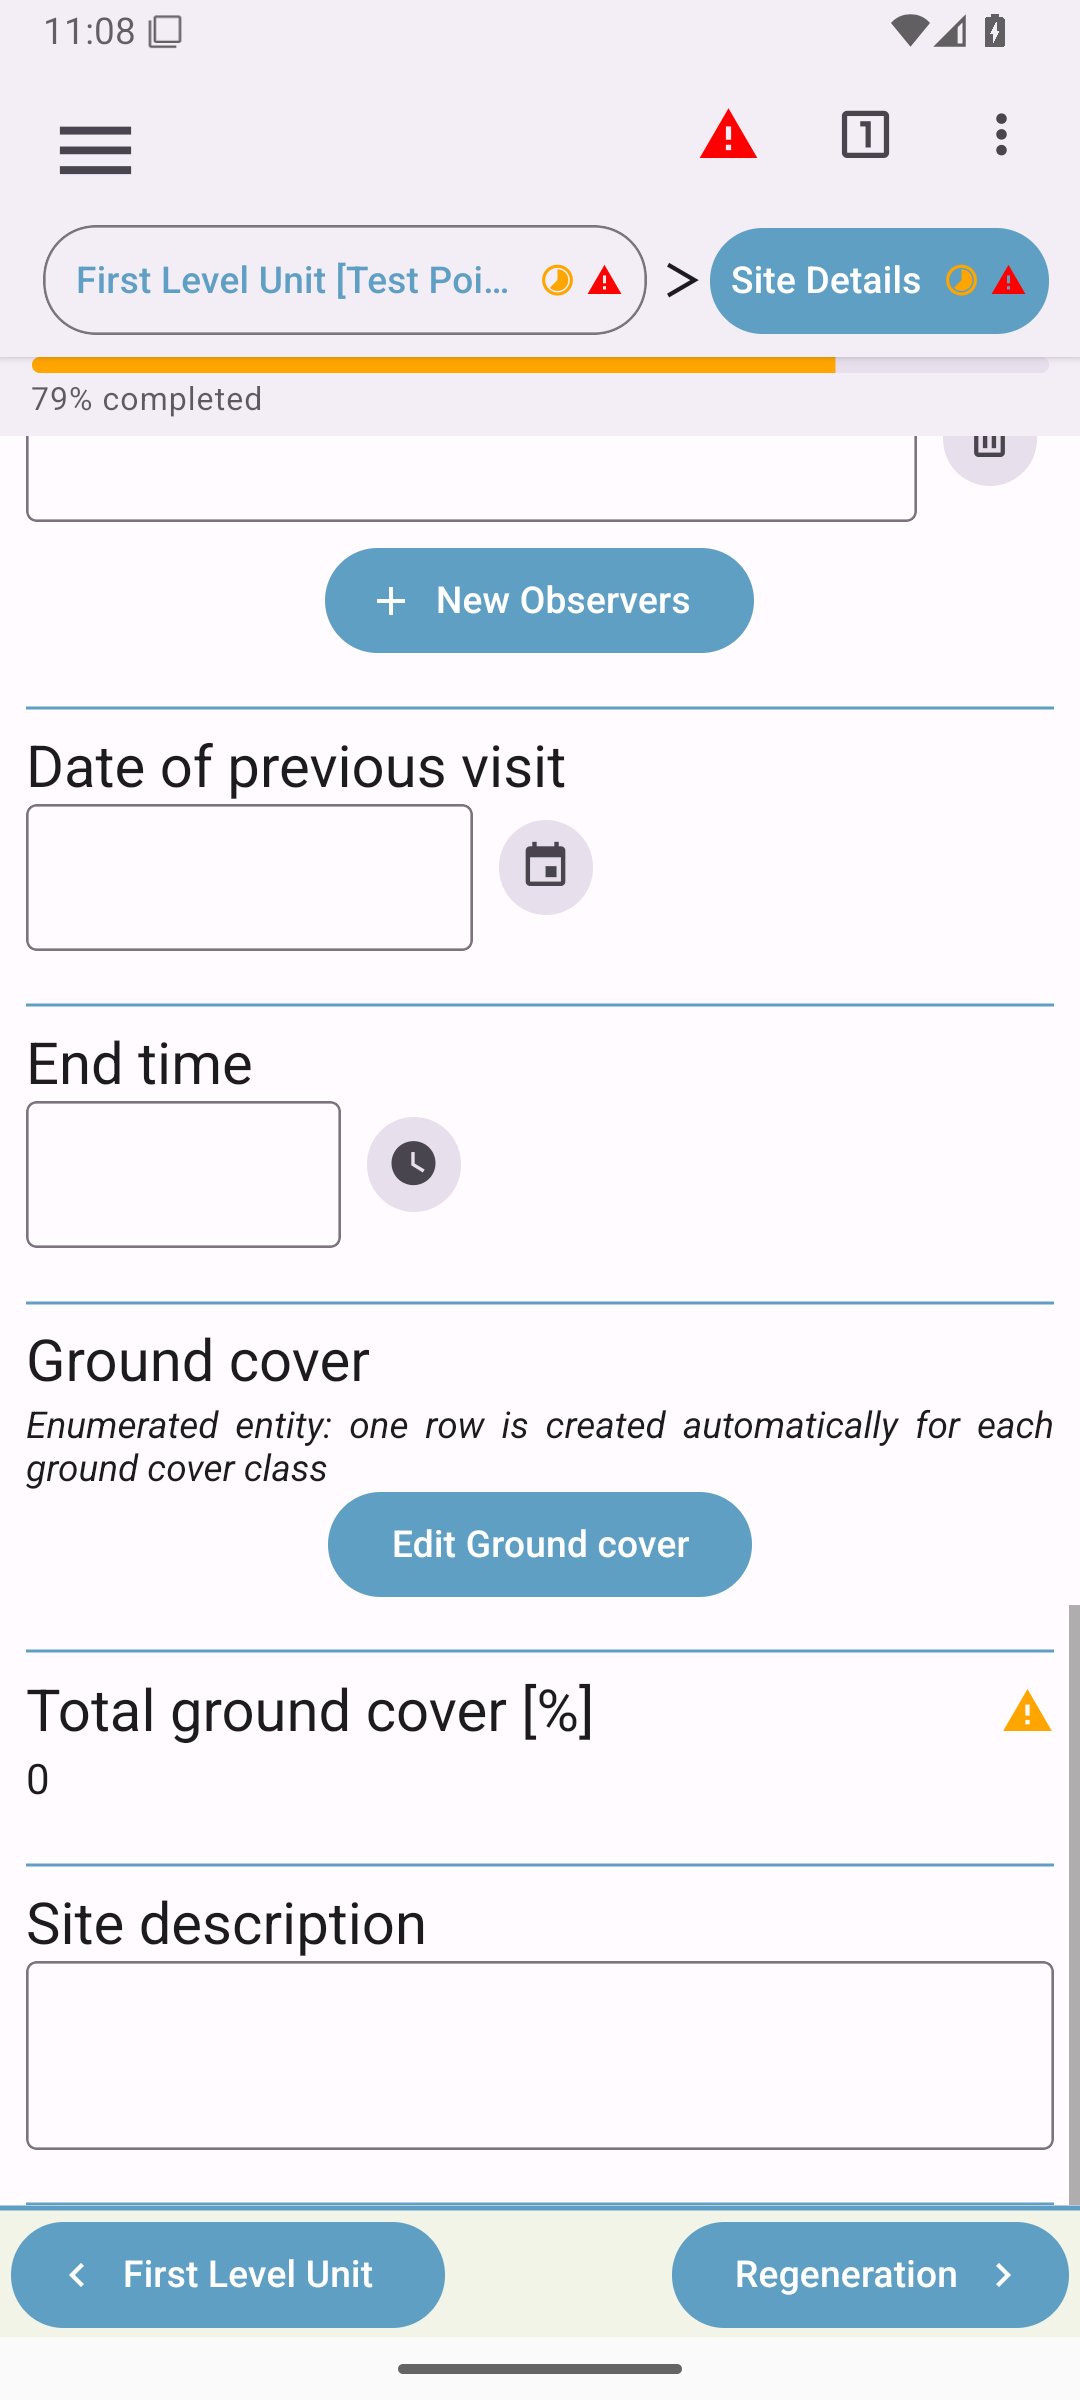 11:08
First Level Unit [Test Poi... > Site Details
79% completed
+ New Observers
Date of previous visit
End time
Ground cover
Enumerated entity: one row is created automatically for each
ground cover class
Edit Ground cover
Total ground cover [%]
0
Site description
First Level Unit
Regeneration